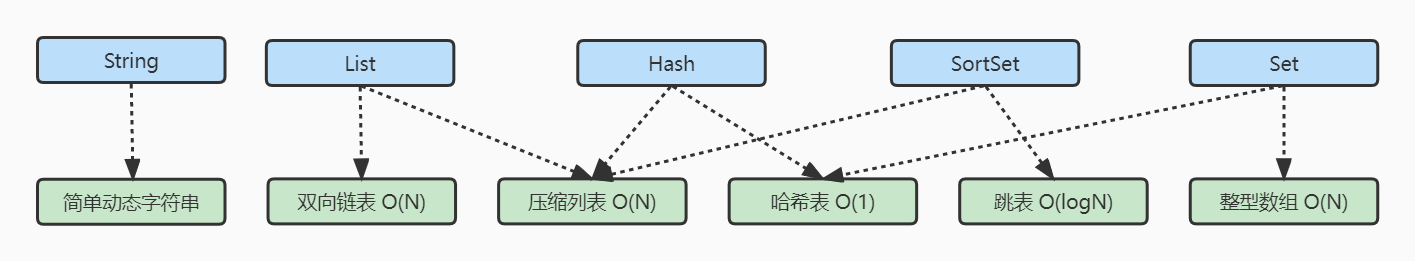 String
List
Hash
SortSet
Set
简单动态字符串
双向链表 O(N)
压缩列表 O(N)
哈希表 O(1)
跳表 O(logN)
整型数组 O(N)